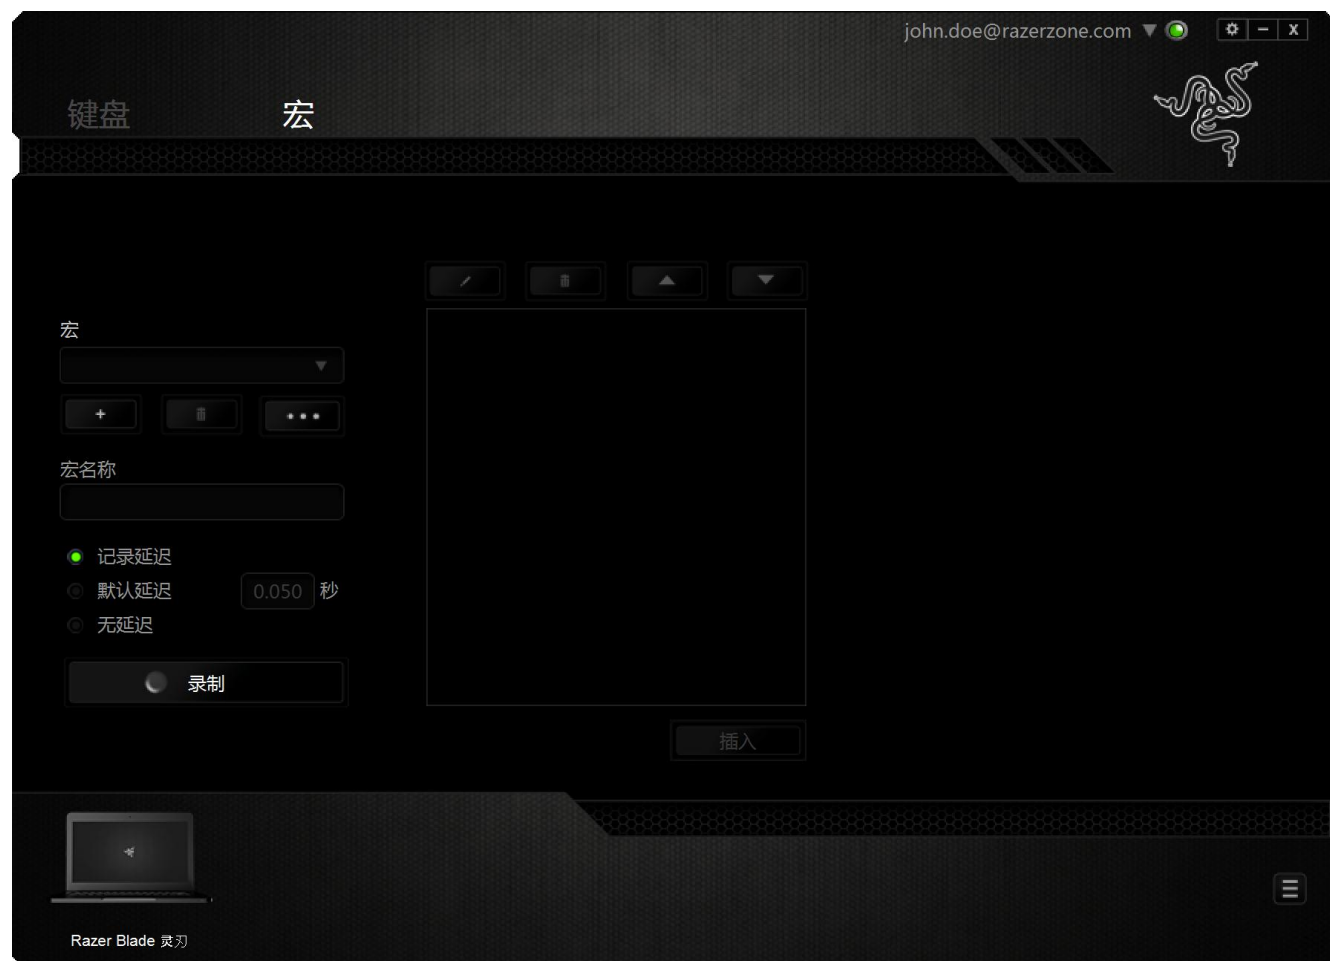 john.doe@razerzone.com
键盘 宏
宏
宏名称
记录延迟
默认延迟 0.050 秒
无延迟
录制
插入
Razer Blade 灵刃